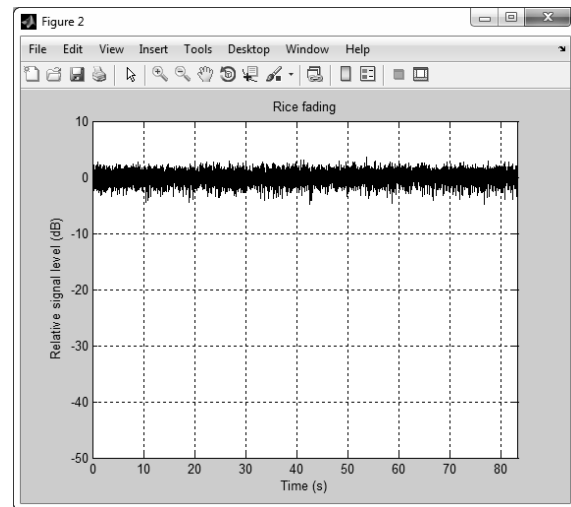 Figure 2
File Edit View Insert Tools Desktop Window Help
Rice fading
10
0
-10
-20
-30
-40
-50
Relative signal level (dB)
0 10 20 30 40 50 60 70 80
Time (s)